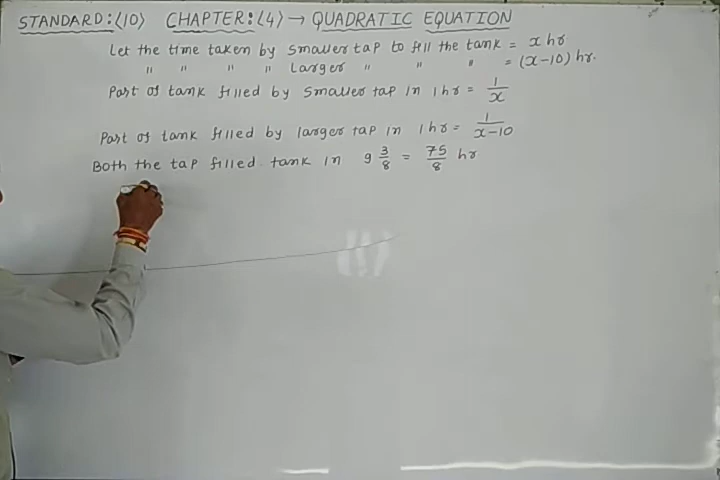 STANDARD:(10) CHAPTER:(4) → QUADRATIC EQUATION
Let the time taken by smaller tap to fill the tank = x hr
" " " " Larger " " " = (x-10) hr.
Part of tank filled by smaller tap in 1 hr = 1/x
Part of tank filled by larger tap in 1 hr = 1/(x-10)
Both the tap filled tank in 9 3/8 = 75/8 hr